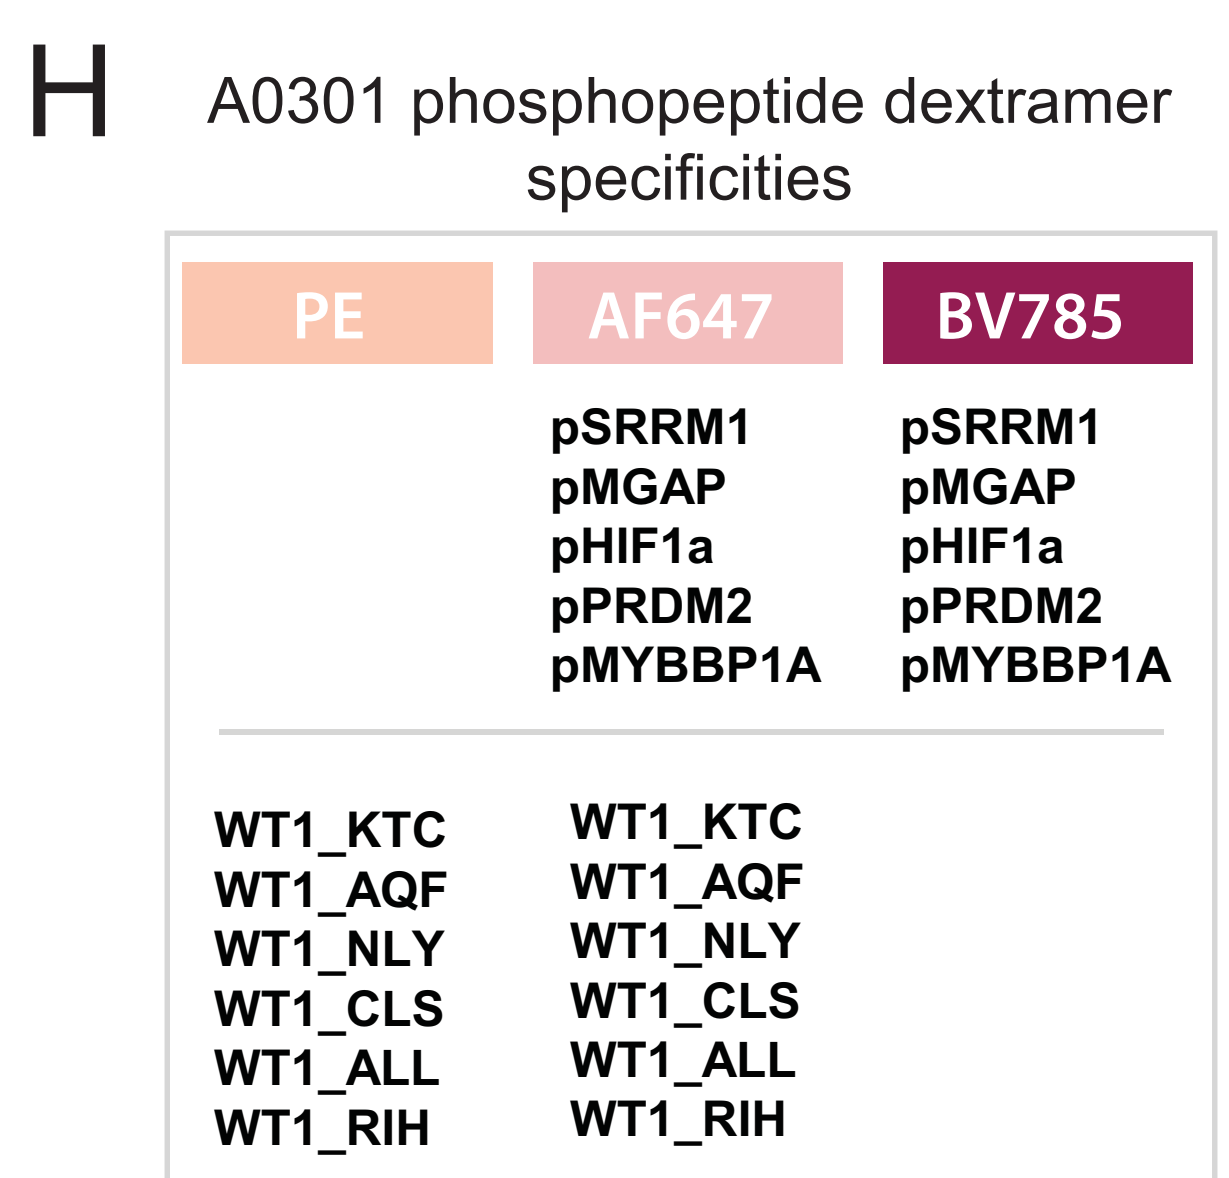 H
A0301 phosphopeptide dextramer
specificities
PE AF647 BV785
pSRRM1 pSRRM1
pMGAP pMGAP
pHIF1a pHIF1a
pPRDM2 pPRDM2
pMYBBP1A pMYBBP1A
WT1_KTC WT1_KTC
WT1_AQF WT1_AQF
WT1_NLY WT1_NLY
WT1_CLS WT1_CLS
WT1_ALL WT1_ALL
WT1_RIH WT1_RIH